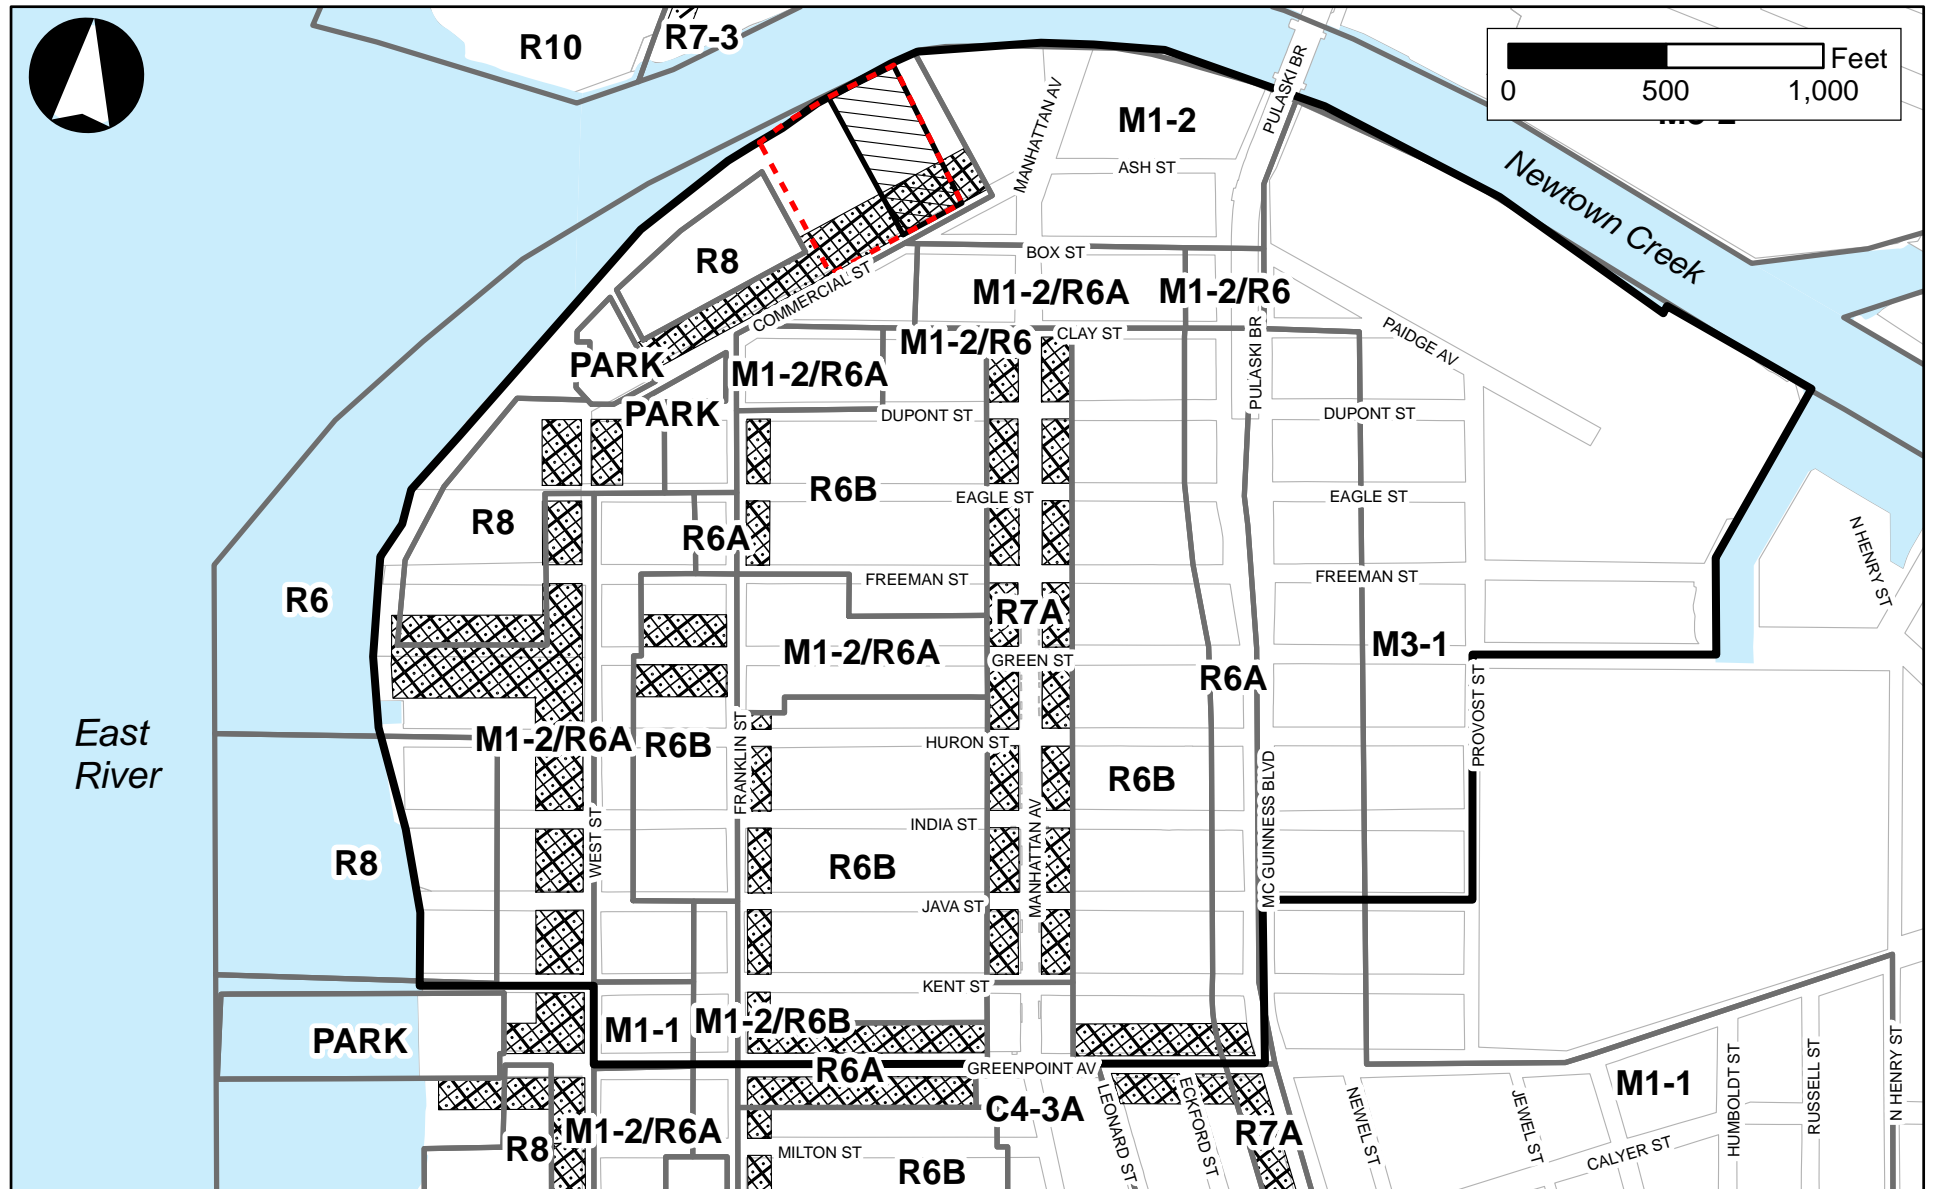 R10
R7-3
Feet
0 500 1,000
PULASKI BR
MANHATTAN AV
M1-2
ASH ST
Newtown Creek
R8
BOX ST
COMMERCIAL ST
M1-2/R6A
M1-2/R6
PULASKI BR
PAIDGE AV
CLAY ST
M1-2/R6
PARK
M1-2/R6A
PARK
DUPONT ST
DUPONT ST
R6B
EAGLE ST
EAGLE ST
R8
R6A
N HENRY ST
FREEMAN ST
FREEMAN ST
R6
R7A
M1-2/R6A
GREEN ST
M3-1
R6A
PROVOST ST
East
River
M1-2/R6A
R6B
FRANKLIN ST
HURON ST
R6B
MC GUINNESS BLVD
WEST ST
INDIA ST
MANHATTAN AV
R8
R6B
JAVA ST
KENT ST
PARK
M1-1
M1-2/R6B
R6A
GREENPOINT AV
M1-1
HUMBOLDT ST
RUSSELL ST
N HENRY ST
C4-3A
LEONARD ST
ECKFORD ST
NEWEL ST
JEWEL ST
CALYER ST
R8
M1-2/R6A
R7A
MILTON ST
R6B